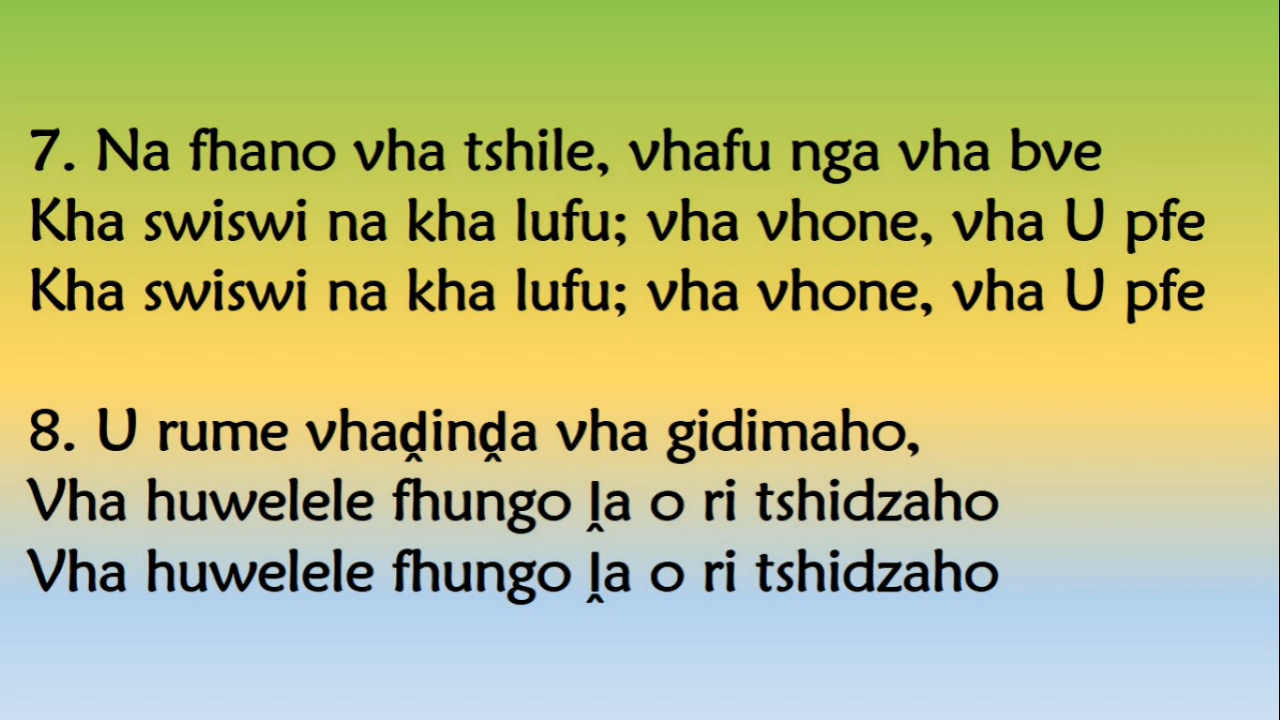 7. Na fhano vha tshile, vhafu nga vha bve
Kha swiswi na kha lufu; vha vhone, vha U pfe
Kha swiswi na kha lufu; vha vhone, vha U pfe
8. U rume vhaḓinḓa vha gidimaho,
Vha huwelele fhungo ḽa o ri tshidzaho
Vha huwelele fhungo ḽa o ri tshidzaho